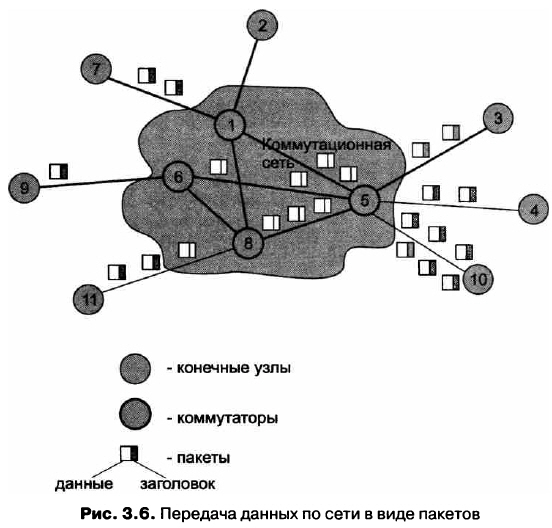 2
7
3
1
Коммутационная
сеть
6
9
5
4
8
10
11
- конечные узлы
- коммутаторы
- пакеты
данные заголовок
Рис. 3.6. Передача данных по сети в виде пакетов